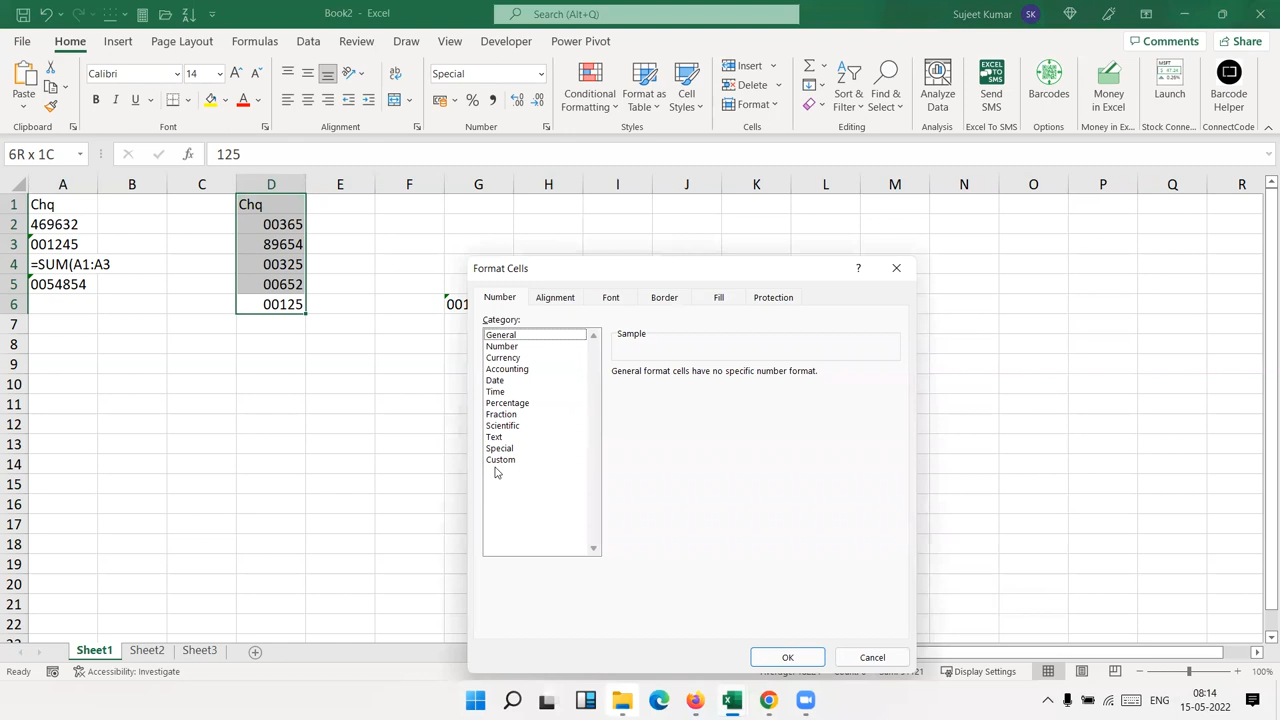 Book2 - Excel
Search (Alt+Q)
Sujeet Kumar
SK
File Home Insert Page Layout Formulas Data Review Draw View Developer Power Pivot
Comments Share
Paste
Calibri 14
Special
Conditional Formatting
Format as Table
Cell Styles
Insert
Delete
Format
Sort & Filter
Find & Select
Analyze Data
Send SMS
Barcodes
Money in Excel
Launch
Barcode Helper
Clipboard Font Alignment Number Styles Cells Editing Analysis Excel To SMS Options Money in Ex... Stock Conne... ConnectCode
6R x 1C
fx 125
A B C D E F G H I J K L M N O P Q R
1 Chq Chq
2 469632 00365
3 001245 89654
4 =SUM(A1:A3 00325
5 0054854 00652
6 00125 001
7
8
9
10
11
12
13
14
15
16
17
18
19
20
21
22
Format Cells
Number Alignment Font Border Fill Protection
Category:
General
Number
Currency
Accounting
Date
Time
Percentage
Fraction
Scientific
Text
Special
Custom
Sample
General format cells have no specific number format.
OK Cancel
Sheet1 Sheet2 Sheet
Ready
Accessibility: Investigate
Display Settings
100%
ENG
08:14
15-05-2022